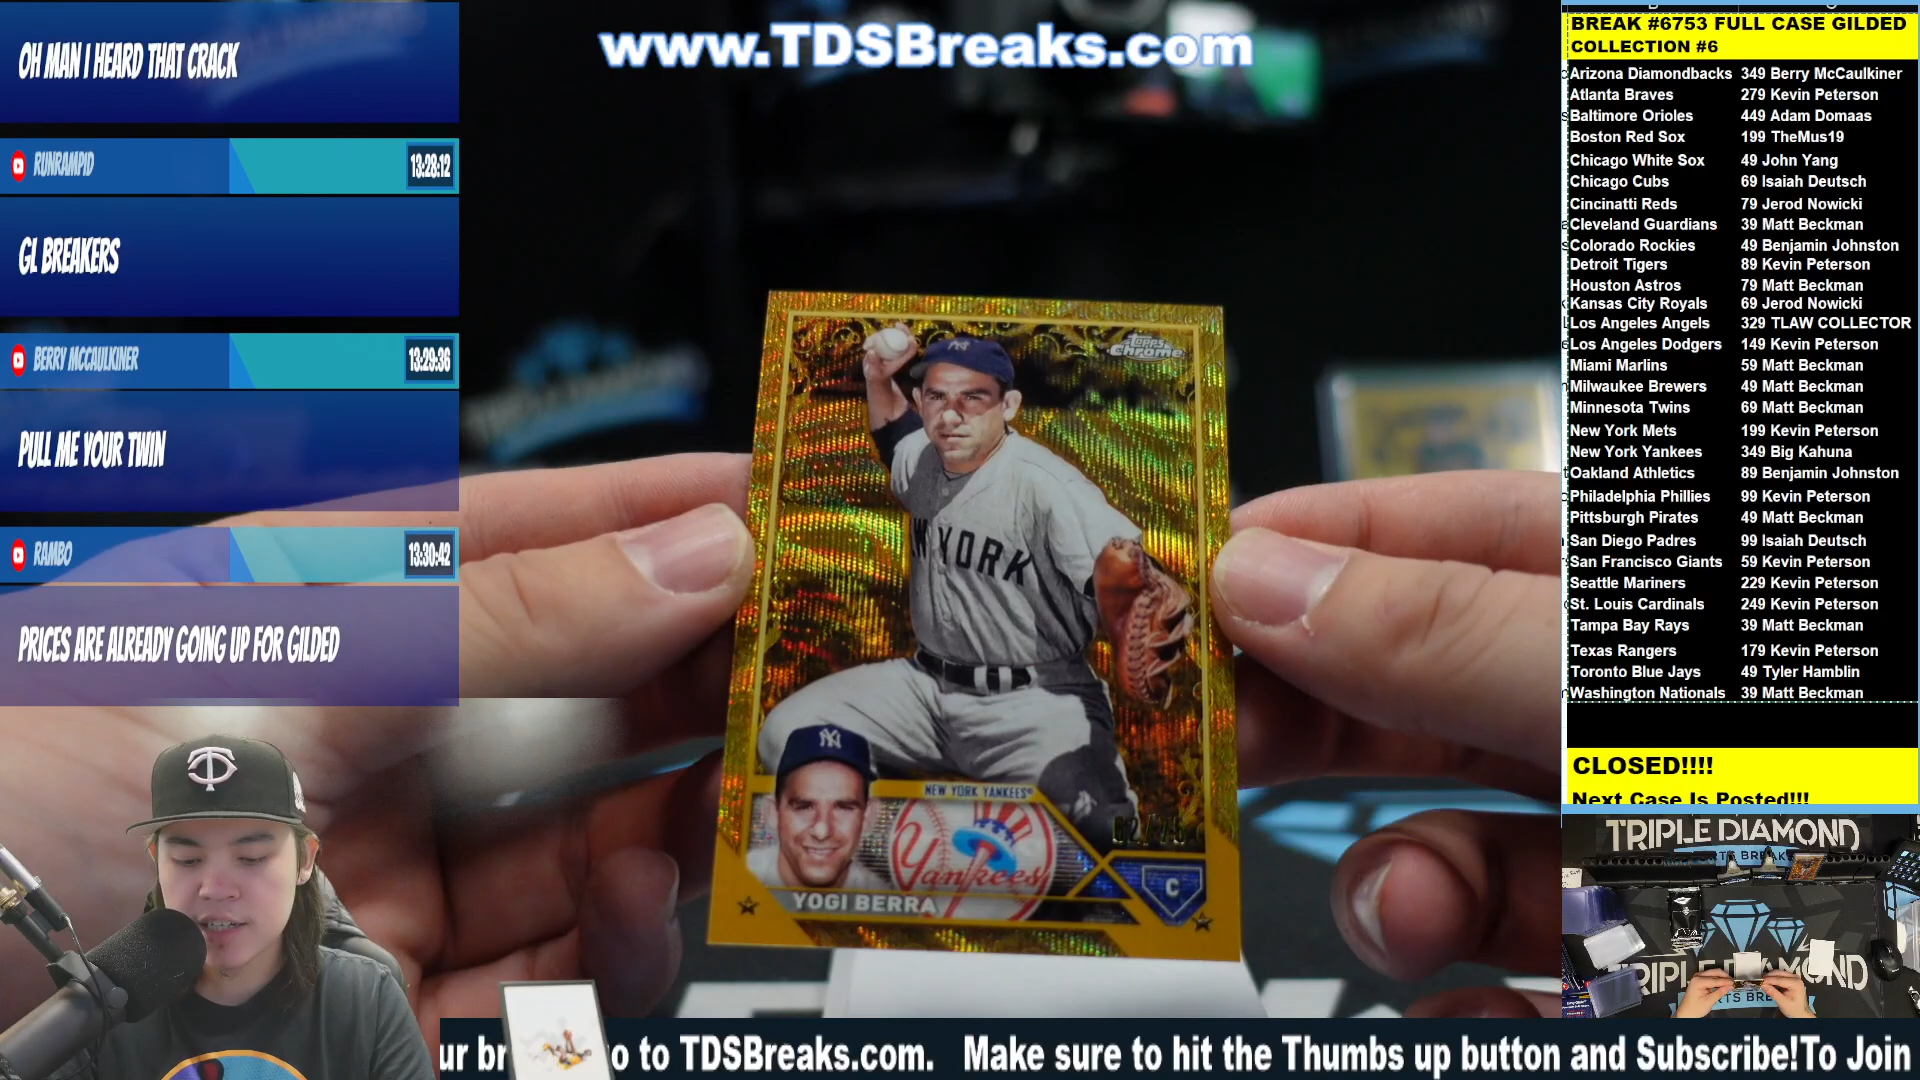 OH MAN I HEARD THAT CRACK
RUNRAMPID
13:28:12
GL BREAKERS
BERRY MCCAULKINER
13:29:36
PULL ME YOUR TWIN
RAMBO
13:30:42
PRICES ARE ALREADY GOING UP FOR GILDED
www.TDSBreaks.com
Topps
Chrome
NEW YORK
NEW YORK YANKEES
Yankees
C
YOGI BERRA
BREAK #6753 FULL CASE GILDED
COLLECTION #6
Arizona Diamondbacks 349 Berry McCaulkiner
Atlanta Braves 279 Kevin Peterson
Baltimore Orioles 449 Adam Domaas
Boston Red Sox 199 TheMus19
Chicago White Sox 49 John Yang
Chicago Cubs 69 Isaiah Deutsch
Cincinatti Reds 79 Jerod Nowicki
Cleveland Guardians 39 Matt Beckman
Colorado Rockies 49 Benjamin Johnston
Detroit Tigers 89 Kevin Peterson
Houston Astros 79 Matt Beckman
Kansas City Royals 69 Jerod Nowicki
Los Angeles Angels 329 TLAW COLLECTOR
Los Angeles Dodgers 149 Kevin Peterson
Miami Marlins 59 Matt Beckman
Milwaukee Brewers 49 Matt Beckman
Minnesota Twins 69 Matt Beckman
New York Mets 199 Kevin Peterson
New York Yankees 349 Big Kahuna
Oakland Athletics 89 Benjamin Johnston
Philadelphia Phillies 99 Kevin Peterson
Pittsburgh Pirates 49 Matt Beckman
San Diego Padres 99 Isaiah Deutsch
San Francisco Giants 59 Kevin Peterson
Seattle Mariners 229 Kevin Peterson
St. Louis Cardinals 249 Kevin Peterson
Tampa Bay Rays 39 Matt Beckman
Texas Rangers 179 Kevin Peterson
Toronto Blue Jays 49 Tyler Hamblin
Washington Nationals 39 Matt Beckman
CLOSED!!!!
Next Case Is Posted!!!
TRIPLE DIAMOND
TRIPLE DIAMOND
to TDSBreaks.com. Make sure to hit the Thumbs up button and Subscribe!To Join